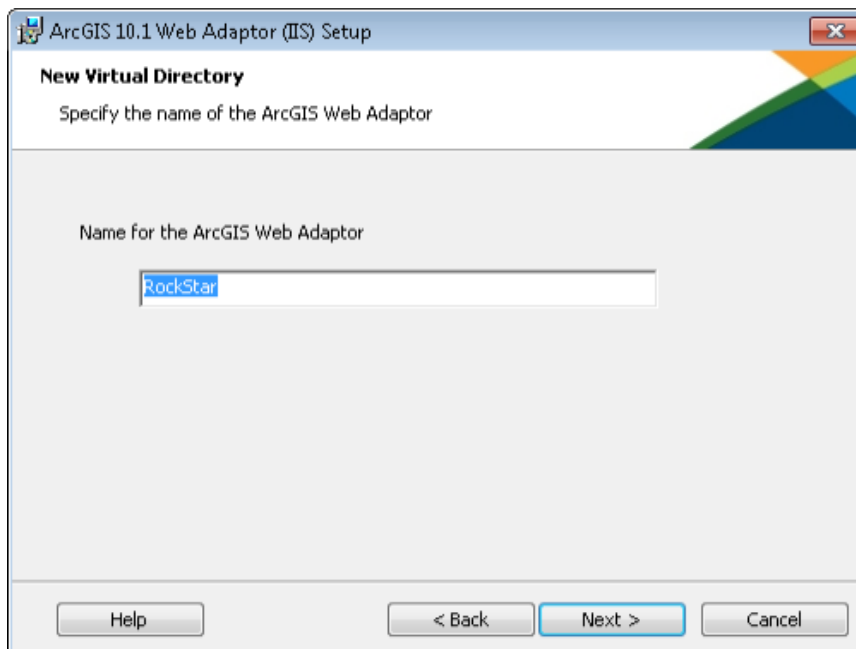 ArcGIS 10.1 Web Adaptor (IIS) Setup
New Virtual Directory
Specify the name of the ArcGIS Web Adaptor
Name for the ArcGIS Web Adaptor
RockStar
Help
< Back
Next >
Cancel